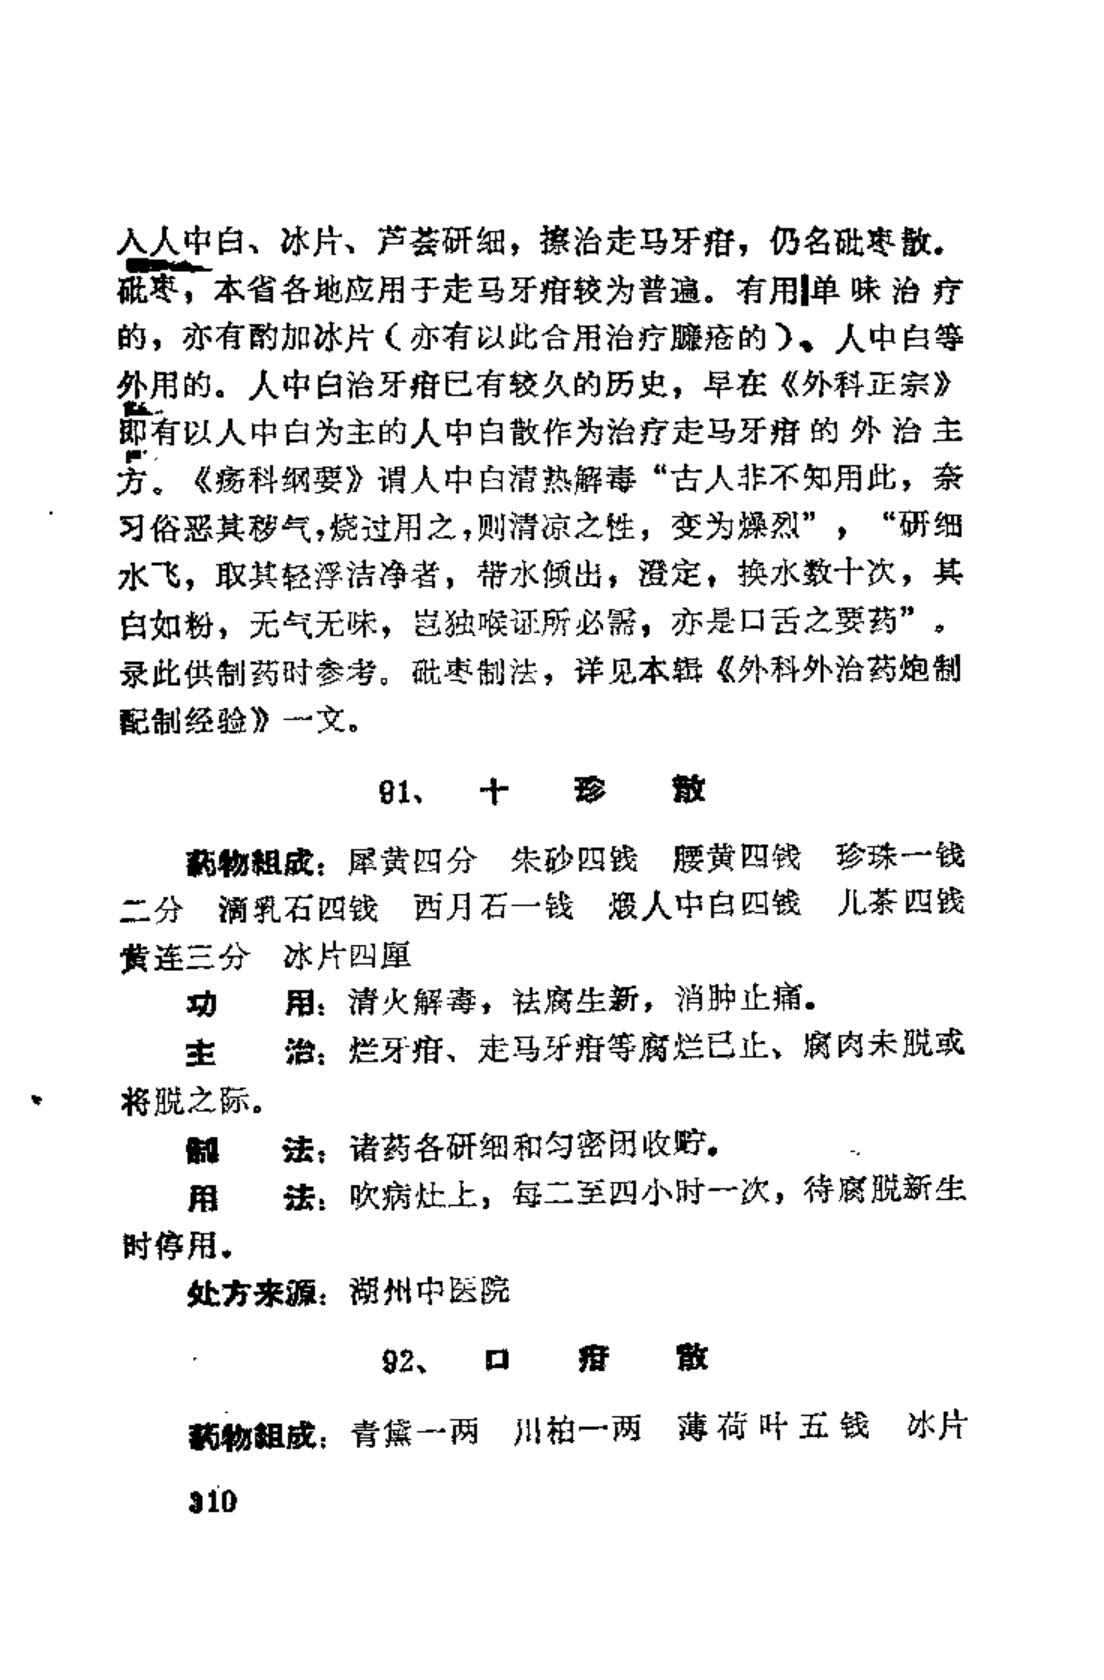 入人中白、冰片、芦荟研细，擦治走马牙疳，仍名砒枣散.
砒枣，本省各地应用于走马牙疳较为普遍。有用单味治疗
的，亦有酌加冰片（亦有以此合用治疗臁疮的）、人中白等
外用的。人中白治牙疳已有较久的历史，早在《外科正宗》
即有以人中白为主的人中白散作为治疗走马牙疳的外治主
方。《疡科纲要》谓人中白清热解毒“古人非不知用此，奈
习俗恶其秽气，烧过用之，则清凉之性，变为燥烈”，“研细
水飞，取其轻浮洁净者，带水倾出，澄定，换水数十次，其
白如粉，无气无味，岂独喉证所必需，亦是口舌之要药”。
录此供制药时参考。砒枣制法，详见本辑《外科外治药炮制
配制经验》一文。
91、十珍散
药物组成：犀黄四分 朱砂四钱 腰黄四钱 珍珠一钱
二分 滴乳石四钱 西月石一钱 煅人中白四钱 儿茶四钱
黄连三分 冰片四厘
功用：清火解毒，祛腐生新，消肿止痛。
主治：烂牙疳、走马牙疳等腐烂已止、腐肉未脱或
将脱之际。
制法：诸药各研细和匀密闭收贮。
用法：吹病灶上，每二至四小时一次，待腐脱新生
时停用。
处方来源：湖州中医院
92、口疳散
药物组成：青黛一两 川柏一两 薄荷叶五钱 冰片
310